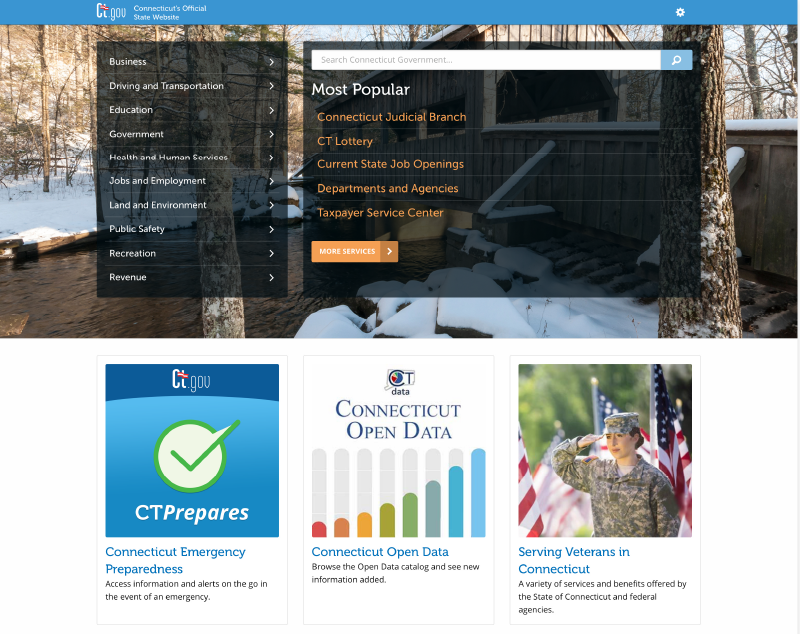 Ct.gov
Connecticut's Official
State Website
Business
Driving and Transportation
Education
Government
Health and Human Services
Jobs and Employment
Land and Environment
Public Safety
Recreation
Revenue
Search Connecticut Government...
Most Popular
Connecticut Judicial Branch
CT Lottery
Current State Job Openings
Departments and Agencies
Taxpayer Service Center
MORE SERVICES
Ct.gov
CTPrepares
Connecticut Emergency
Preparedness
Access information and alerts on the go in
the event of an emergency.
CT
data
CONNECTICUT
OPEN DATA
Connecticut Open Data
Browse the Open Data catalog and see new
information added.
Serving Veterans in
Connecticut
A variety of services and benefits offered by
the State of Connecticut and federal
agencies.